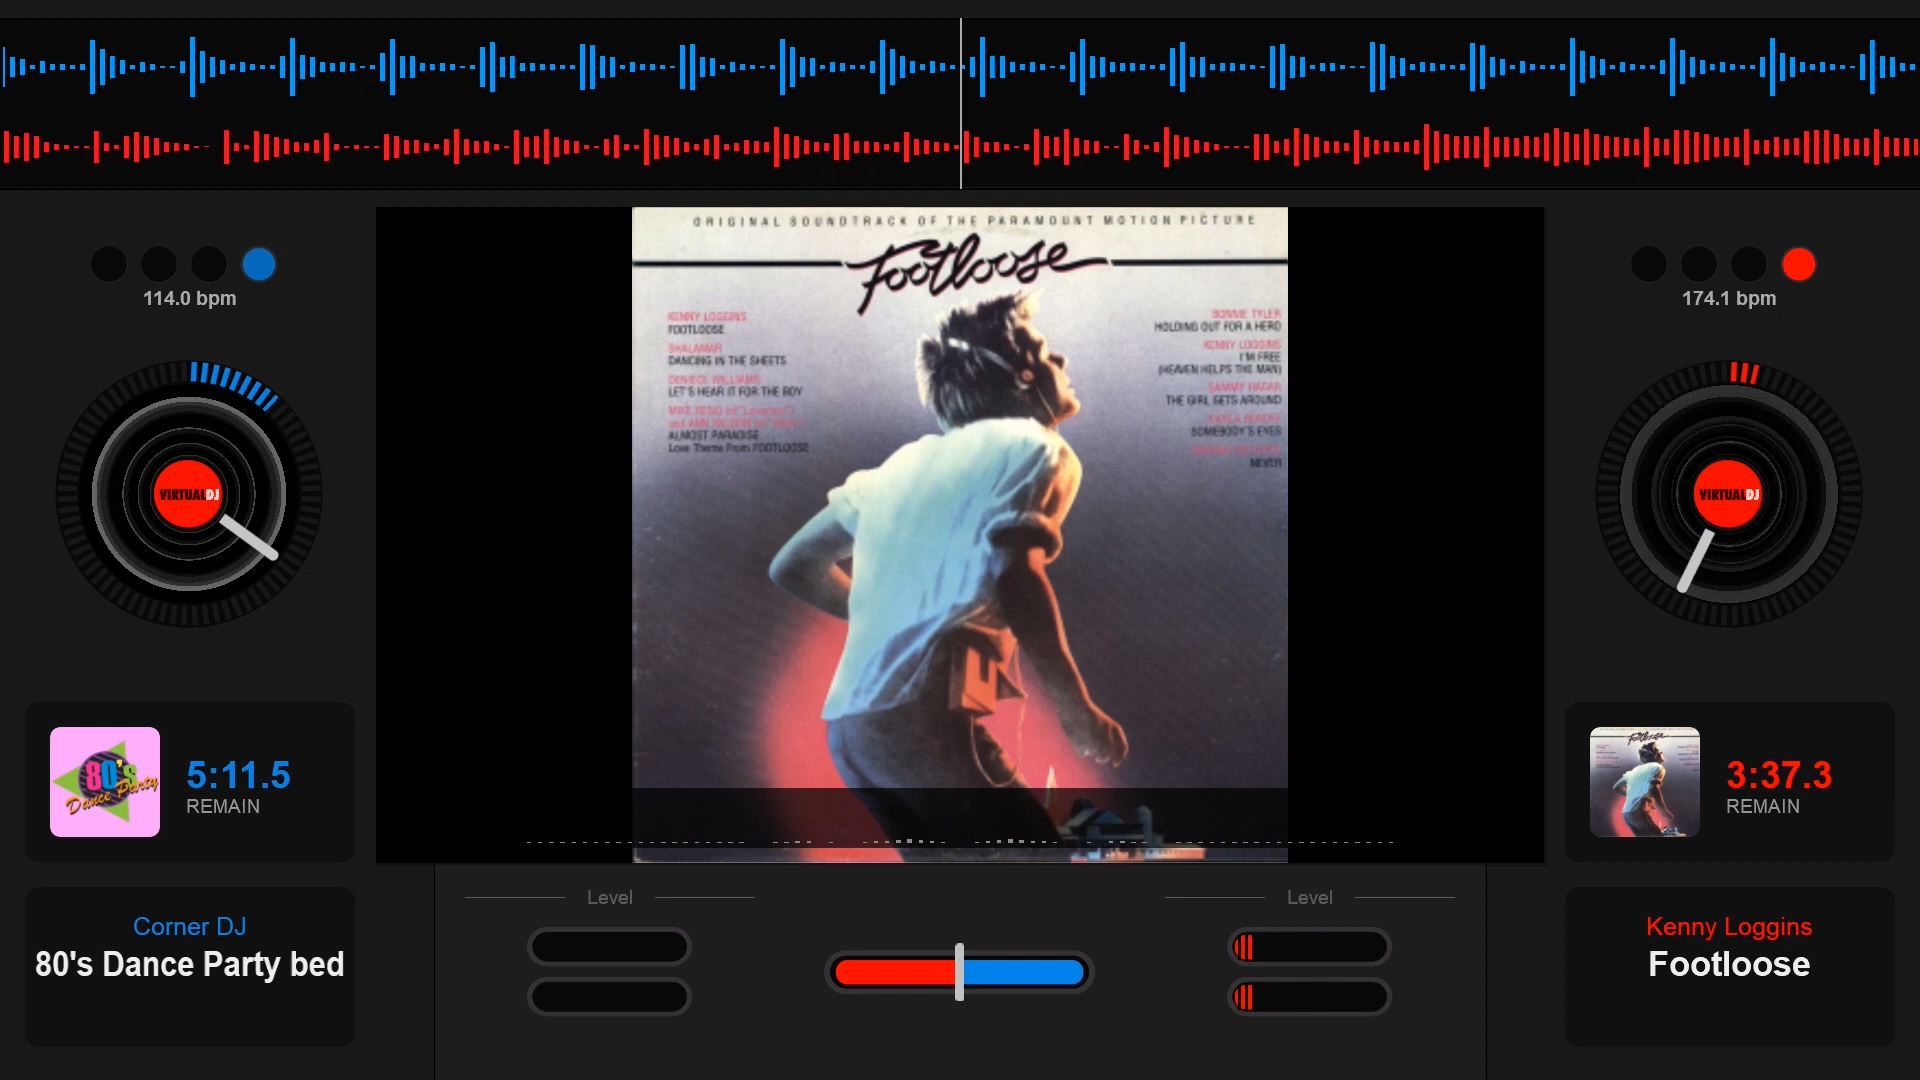 ORIGINAL SOUNDTRACK OF THE PARAMOUNT MOTION PICTURE
Footloose
KENNY LOGGINS
FOOTLOOSE
SHALAMAR
DANCING IN THE SHEETS
DENIECE WILLIAMS
LET'S HEAR IT FOR THE BOY
ALMOST PARADISE
Love Theme From FOOTLOOSE
BONNIE TYLER
HOLDING OUT FOR A HERO
KENNY LOGGINS
I'M FREE
(HEAVEN HELPS THE MAN)
SAMMY HAGAR
THE GIRL GETS AROUND
SOMEBODY'S EYES
NEVER
114.0 bpm
174.1 bpm
VIRTUALDJ
VIRTUALDJ
80's
Dance Party
5:11.5
REMAIN
Footloose
3:37.3
REMAIN
Level
Level
Corner DJ
80's Dance Party bed
Kenny Loggins
Footloose